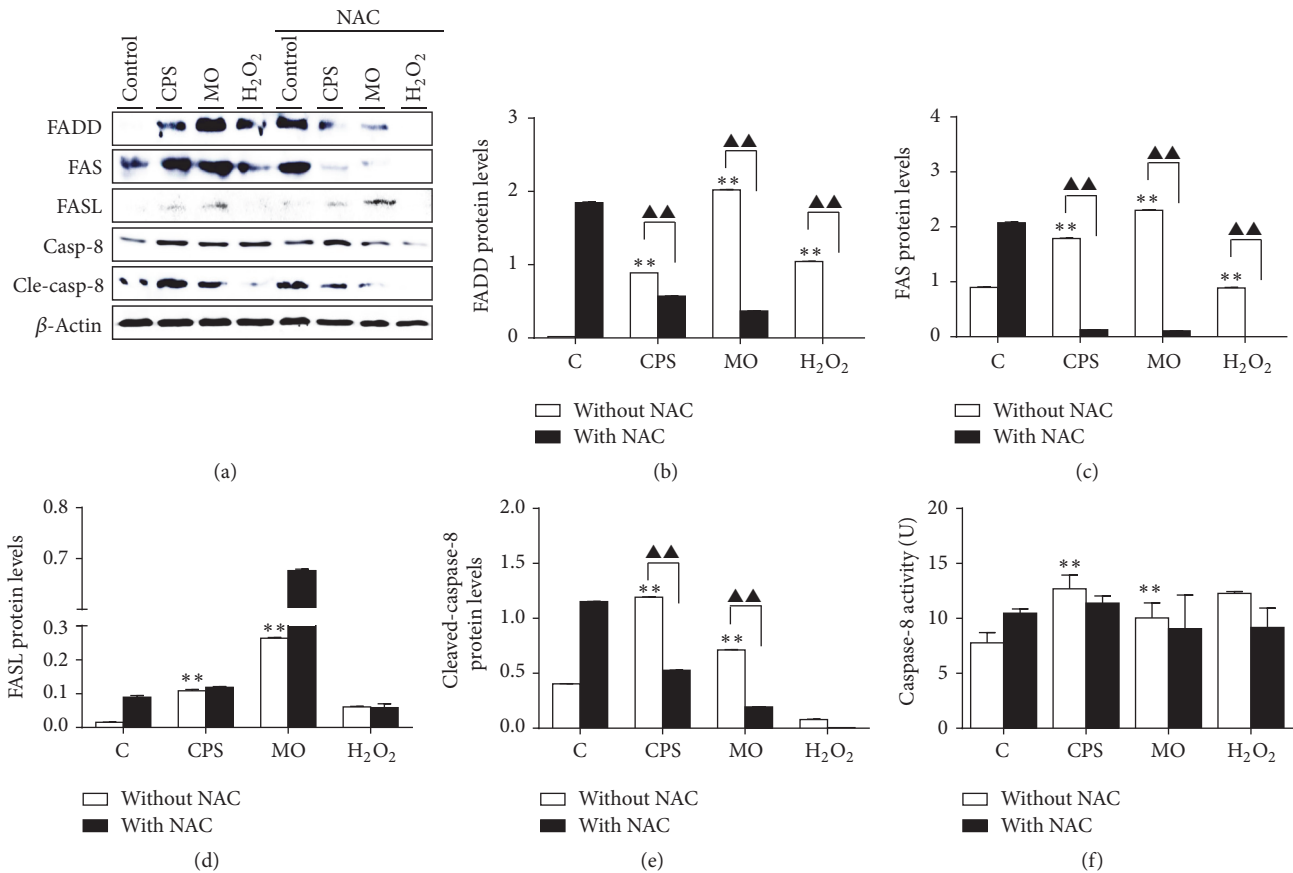 NAC
Control
CPS
MO
H₂O₂
Control
CPS
MO
H₂O₂
FADD
FAS
FASL
Casp-8
Cle-casp-8
β-Actin
(a)
FADD protein levels
3
2
1
0
**
▲▲
**
▲▲
**
▲▲
C
CPS
MO
H₂O₂
Without NAC
With NAC
(b)
FAS protein levels
4
3
2
1
0
**
▲▲
**
▲▲
**
▲▲
C
CPS
MO
H₂O₂
Without NAC
With NAC
(c)
FASL protein levels
0.8
0.7
0.3
0.2
0.1
0.0
**
**
C
CPS
MO
H₂O₂
Without NAC
With NAC
(d)
Cleaved-caspase-8
protein levels
2.0
1.5
1.0
0.5
0.0
**
▲▲
**
▲▲
C
CPS
MO
H₂O₂
Without NAC
With NAC
(e)
Caspase-8 activity (U)
20
15
10
5
0
**
**
C
CPS
MO
H₂O₂
Without NAC
With NAC
(f)